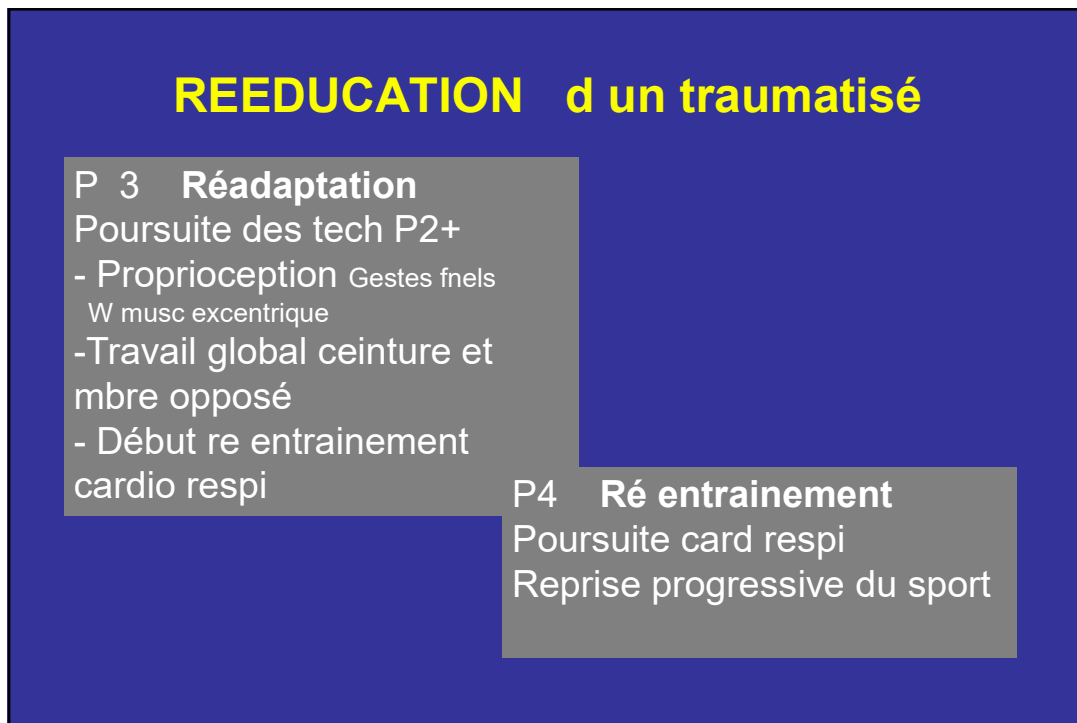 REEDUCATION d un traumatisé
P 3 Réadaptation
Poursuite des tech P2+
- Proprioception Gestes fnels
W musc excentrique
-Travail global ceinture et
mbre opposé
- Début re entrainement
cardio respi
P4 Ré entrainement
Poursuite card respi
Reprise progressive du sport